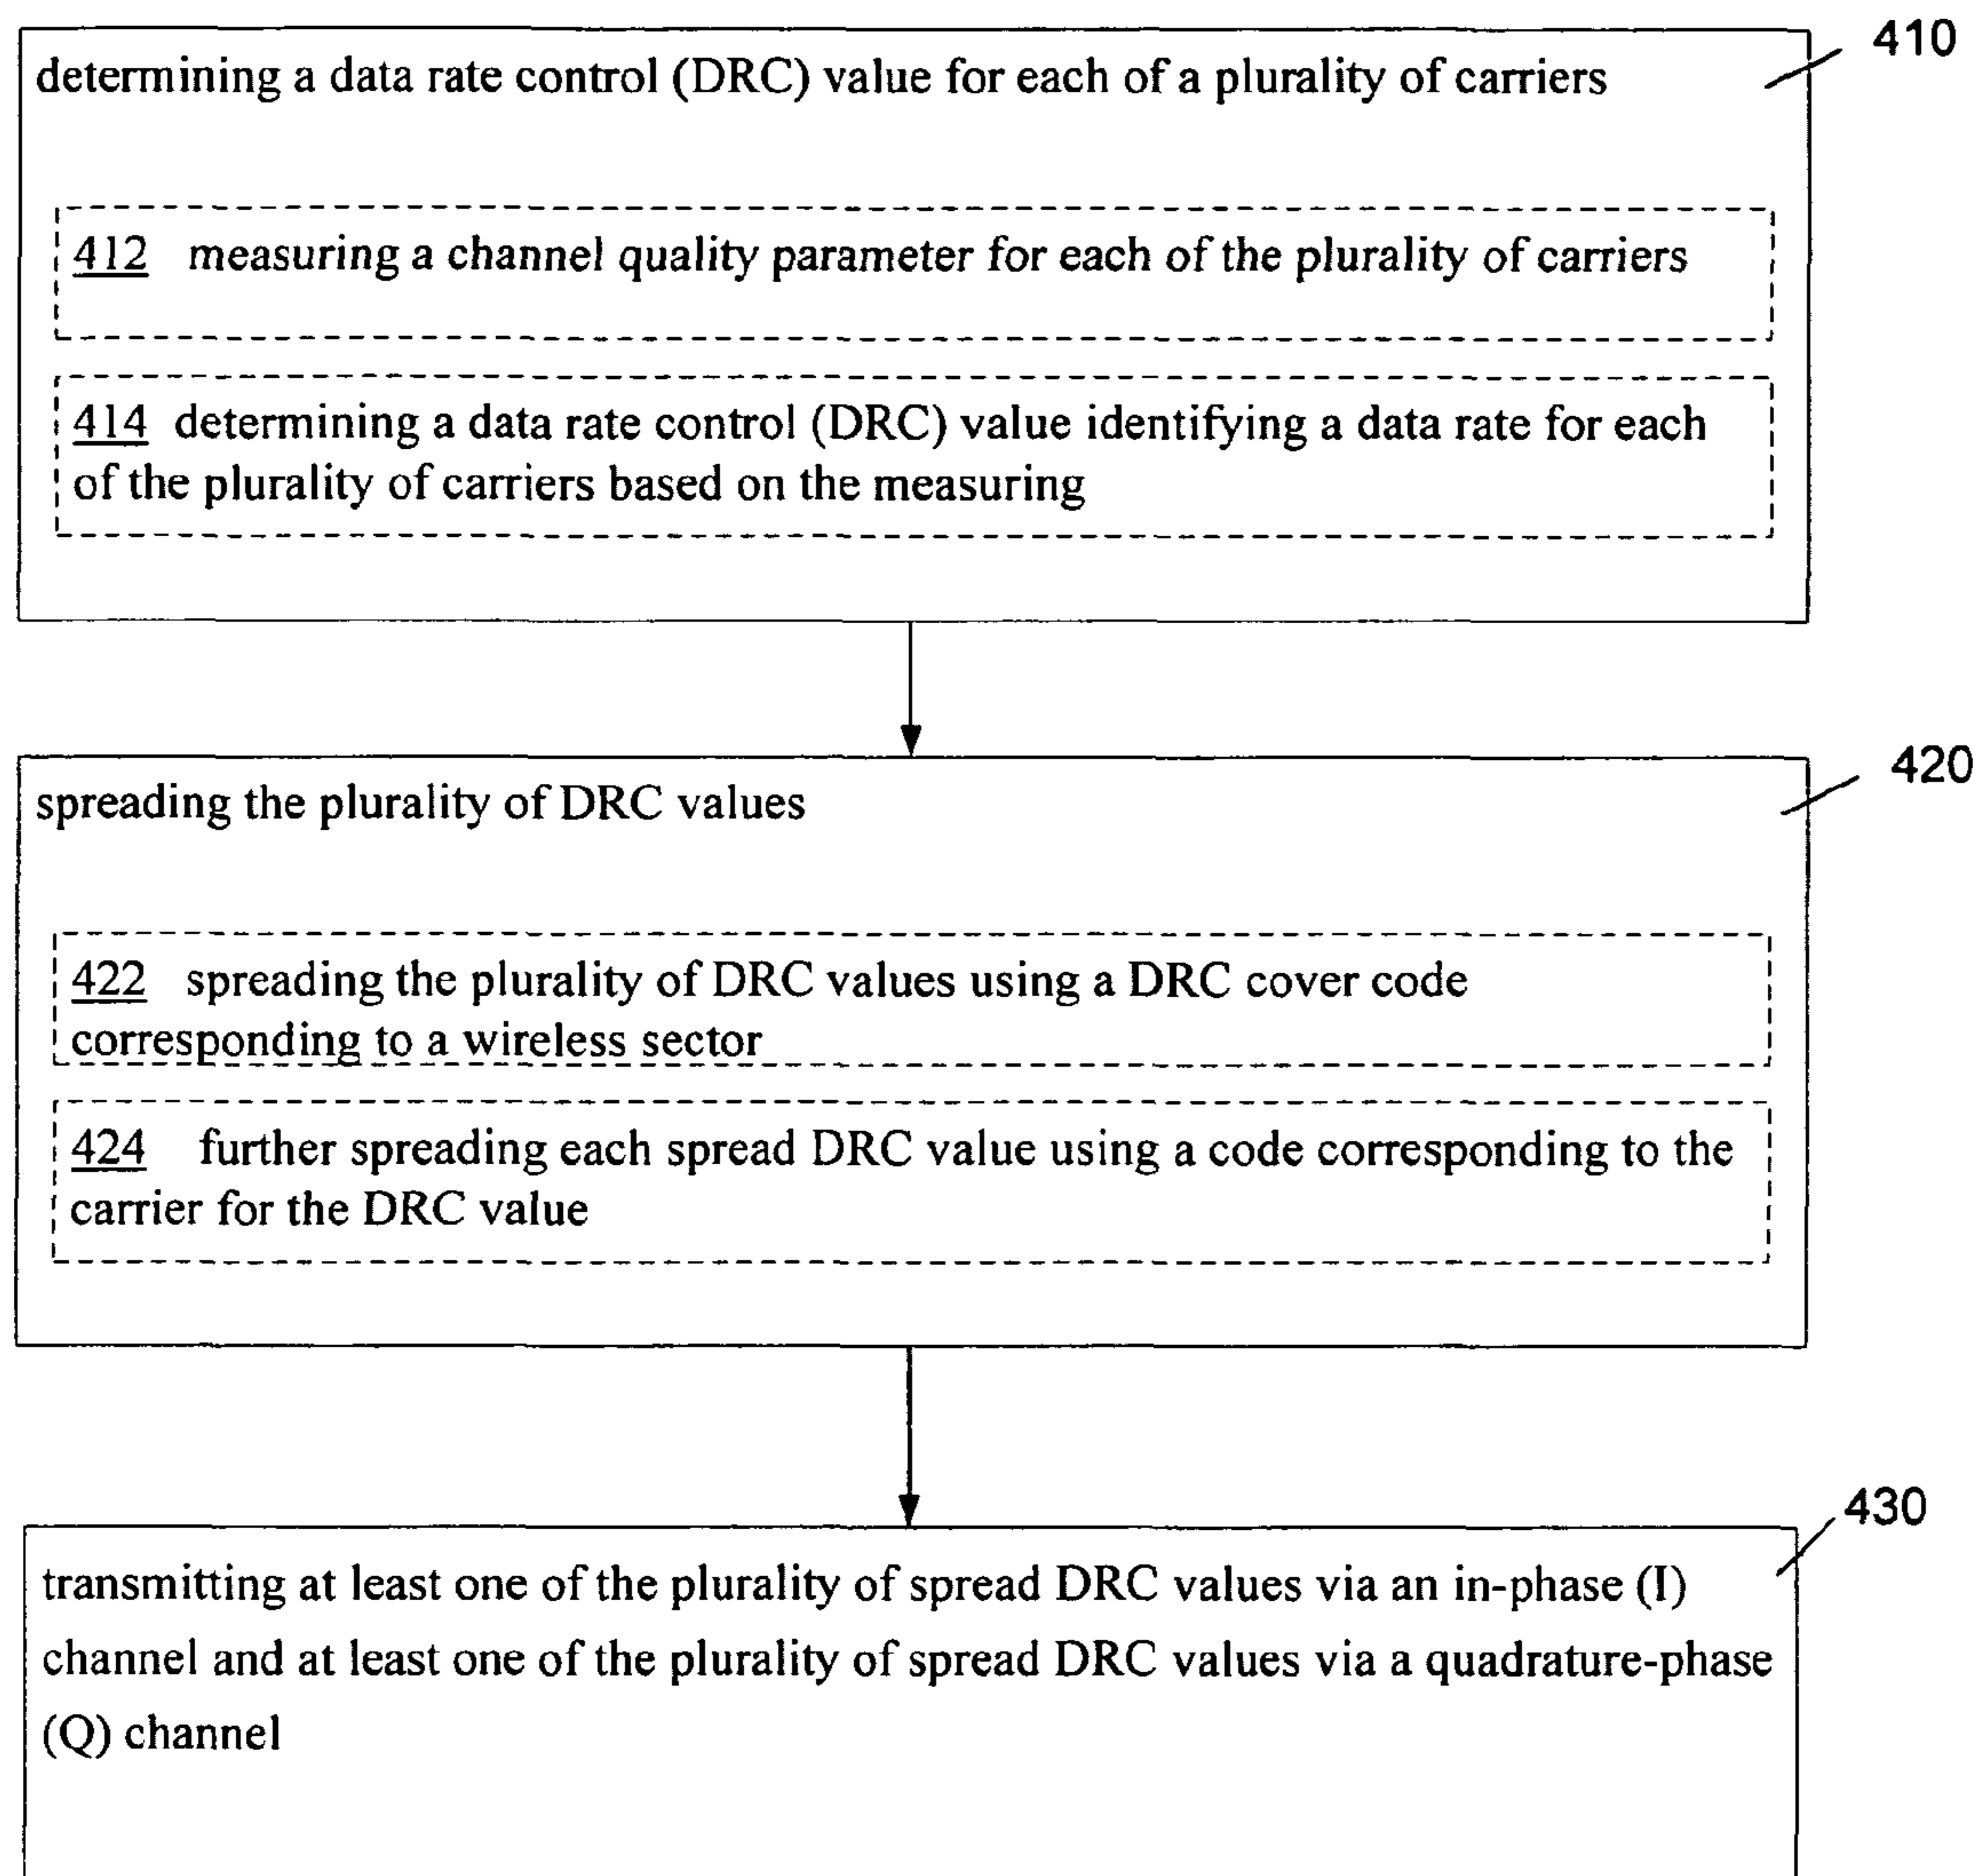 410
determining a data rate control (DRC) value for each of a plurality of carriers
412 measuring a channel quality parameter for each of the plurality of carriers
414 determining a data rate control (DRC) value identifying a data rate for each
of the plurality of carriers based on the measuring
420
spreading the plurality of DRC values
422 spreading the plurality of DRC values using a DRC cover code
corresponding to a wireless sector
424 further spreading each spread DRC value using a code corresponding to the
carrier for the DRC value
430
transmitting at least one of the plurality of spread DRC values via an in-phase (I)
channel and at least one of the plurality of spread DRC values via a quadrature-phase
(Q) channel